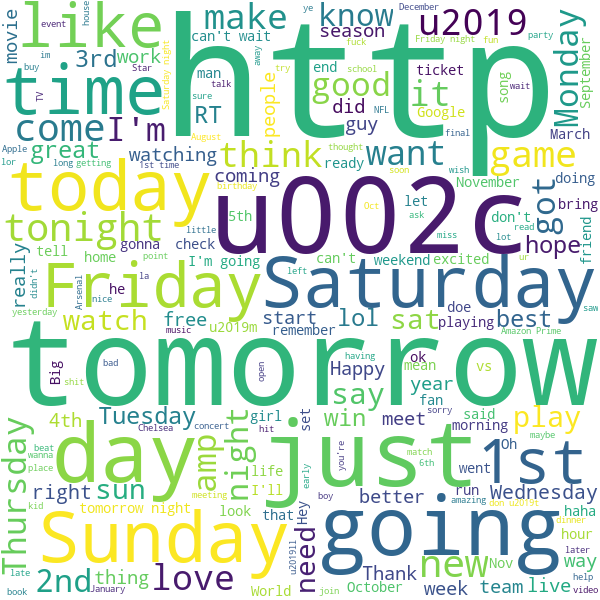 December
house
ye
event
movie
can't wait
Saturday night
like
make
know
u2019
fuck
Friday night
fun
party
http
season
away
im
3rd
work
buy
TV
Star
man
talk
try
school
end
ticket
wait
Monday
September
time
RT
good
it
song
sure
people
NFL
Google
did
August
final
March
come
I'm
guy
Apple
lor
long
getting
1st time
thought
great
watching
think
ready
soon
wish
want
game
doing
today
coming
birthday
u002c
November
bring
Oct
got
5th
let
ask
don't
read
hope
little
miss
lot
tonight
gonna
check
friend
really
tell
home
I'm going
can't
weekend
excited
ur
didn't
point
he
la
Friday
Saturday
left
saw
nice
Arsenal
start
doe
best
yesterday
music
free
u2019m
remember
playing
Amazon Prime
watch
lol
sat
having
ok
vs
Big
bad
open
mean
tomorrow
Happy
say
year
shit
fan
Tuesday
girl
set
meet
said
sorry
morning
maybe
4th
Chelsea
concert
hit
win
play
Thursday
day
amp
night
just
1st
Oh
beat
wanna
place
life
you're
match
6th
went
right
sun
meeting
I'll
early
better
run
amazing
Wednesday
kid
tomorrow night
look
that
boy
Hey
don u2019t
haha
Sunday
going
dinner
hour
need
u201911
new
Nov
way
late
2nd
thing
love
World
Thank
later
help
book
January
October
join
week
team
live
video